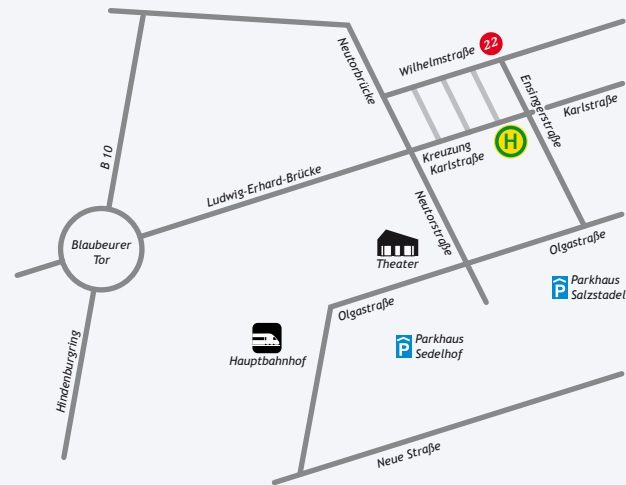 Neutorbrücke
Wilhelmstraße
22
Ensingerstraße
Karlstraße
B 10
H
Kreuzung
Karlstraße
Ludwig-Erhard-Brücke
Neutorstraße
Blaubeurer
Tor
Theater
Olgastraße
P
Parkhaus
Salzstadel
Olgastraße
Hauptbahnhof
P
Parkhaus
Sedelhof
Hindenburgring
Neue Straße